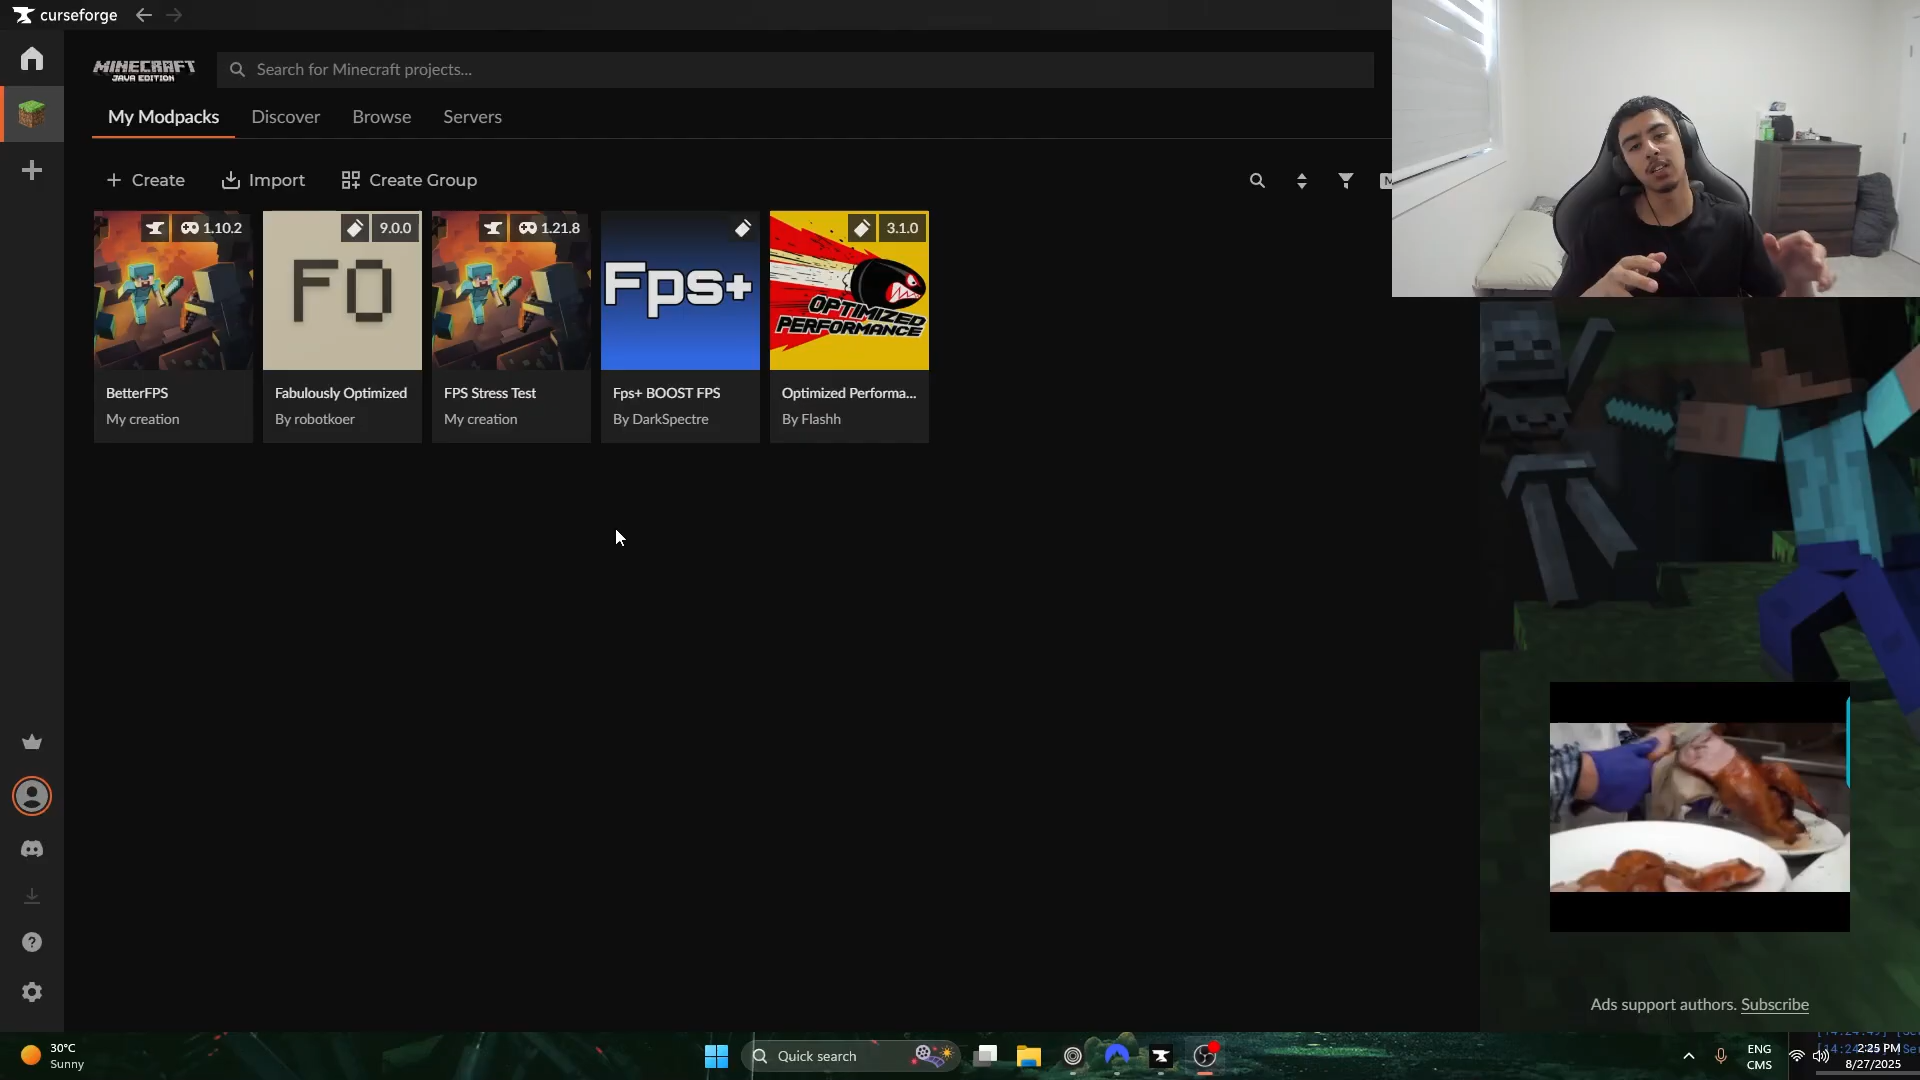 curseforge
MINECRAFT
JAVA EDITION
Search for Minecraft projects...
My Modpacks
Discover
Browse
Servers
Create
Import
Create Group
1.10.2
9.0.0
1.21.8
3.1.0
FO
Fps+
OPTIMIZED
PERFORMANCE
BetterFPS
My creation
Fabulously Optimized
By robotkoer
FPS Stress Test
My creation
Fps+ BOOST FPS
By DarkSpectre
Optimized Performa...
By Flashh
Ads support authors. Subscribe
30°C
Sunny
Quick search
ENG
CMS
2:25 PM
8/27/2025